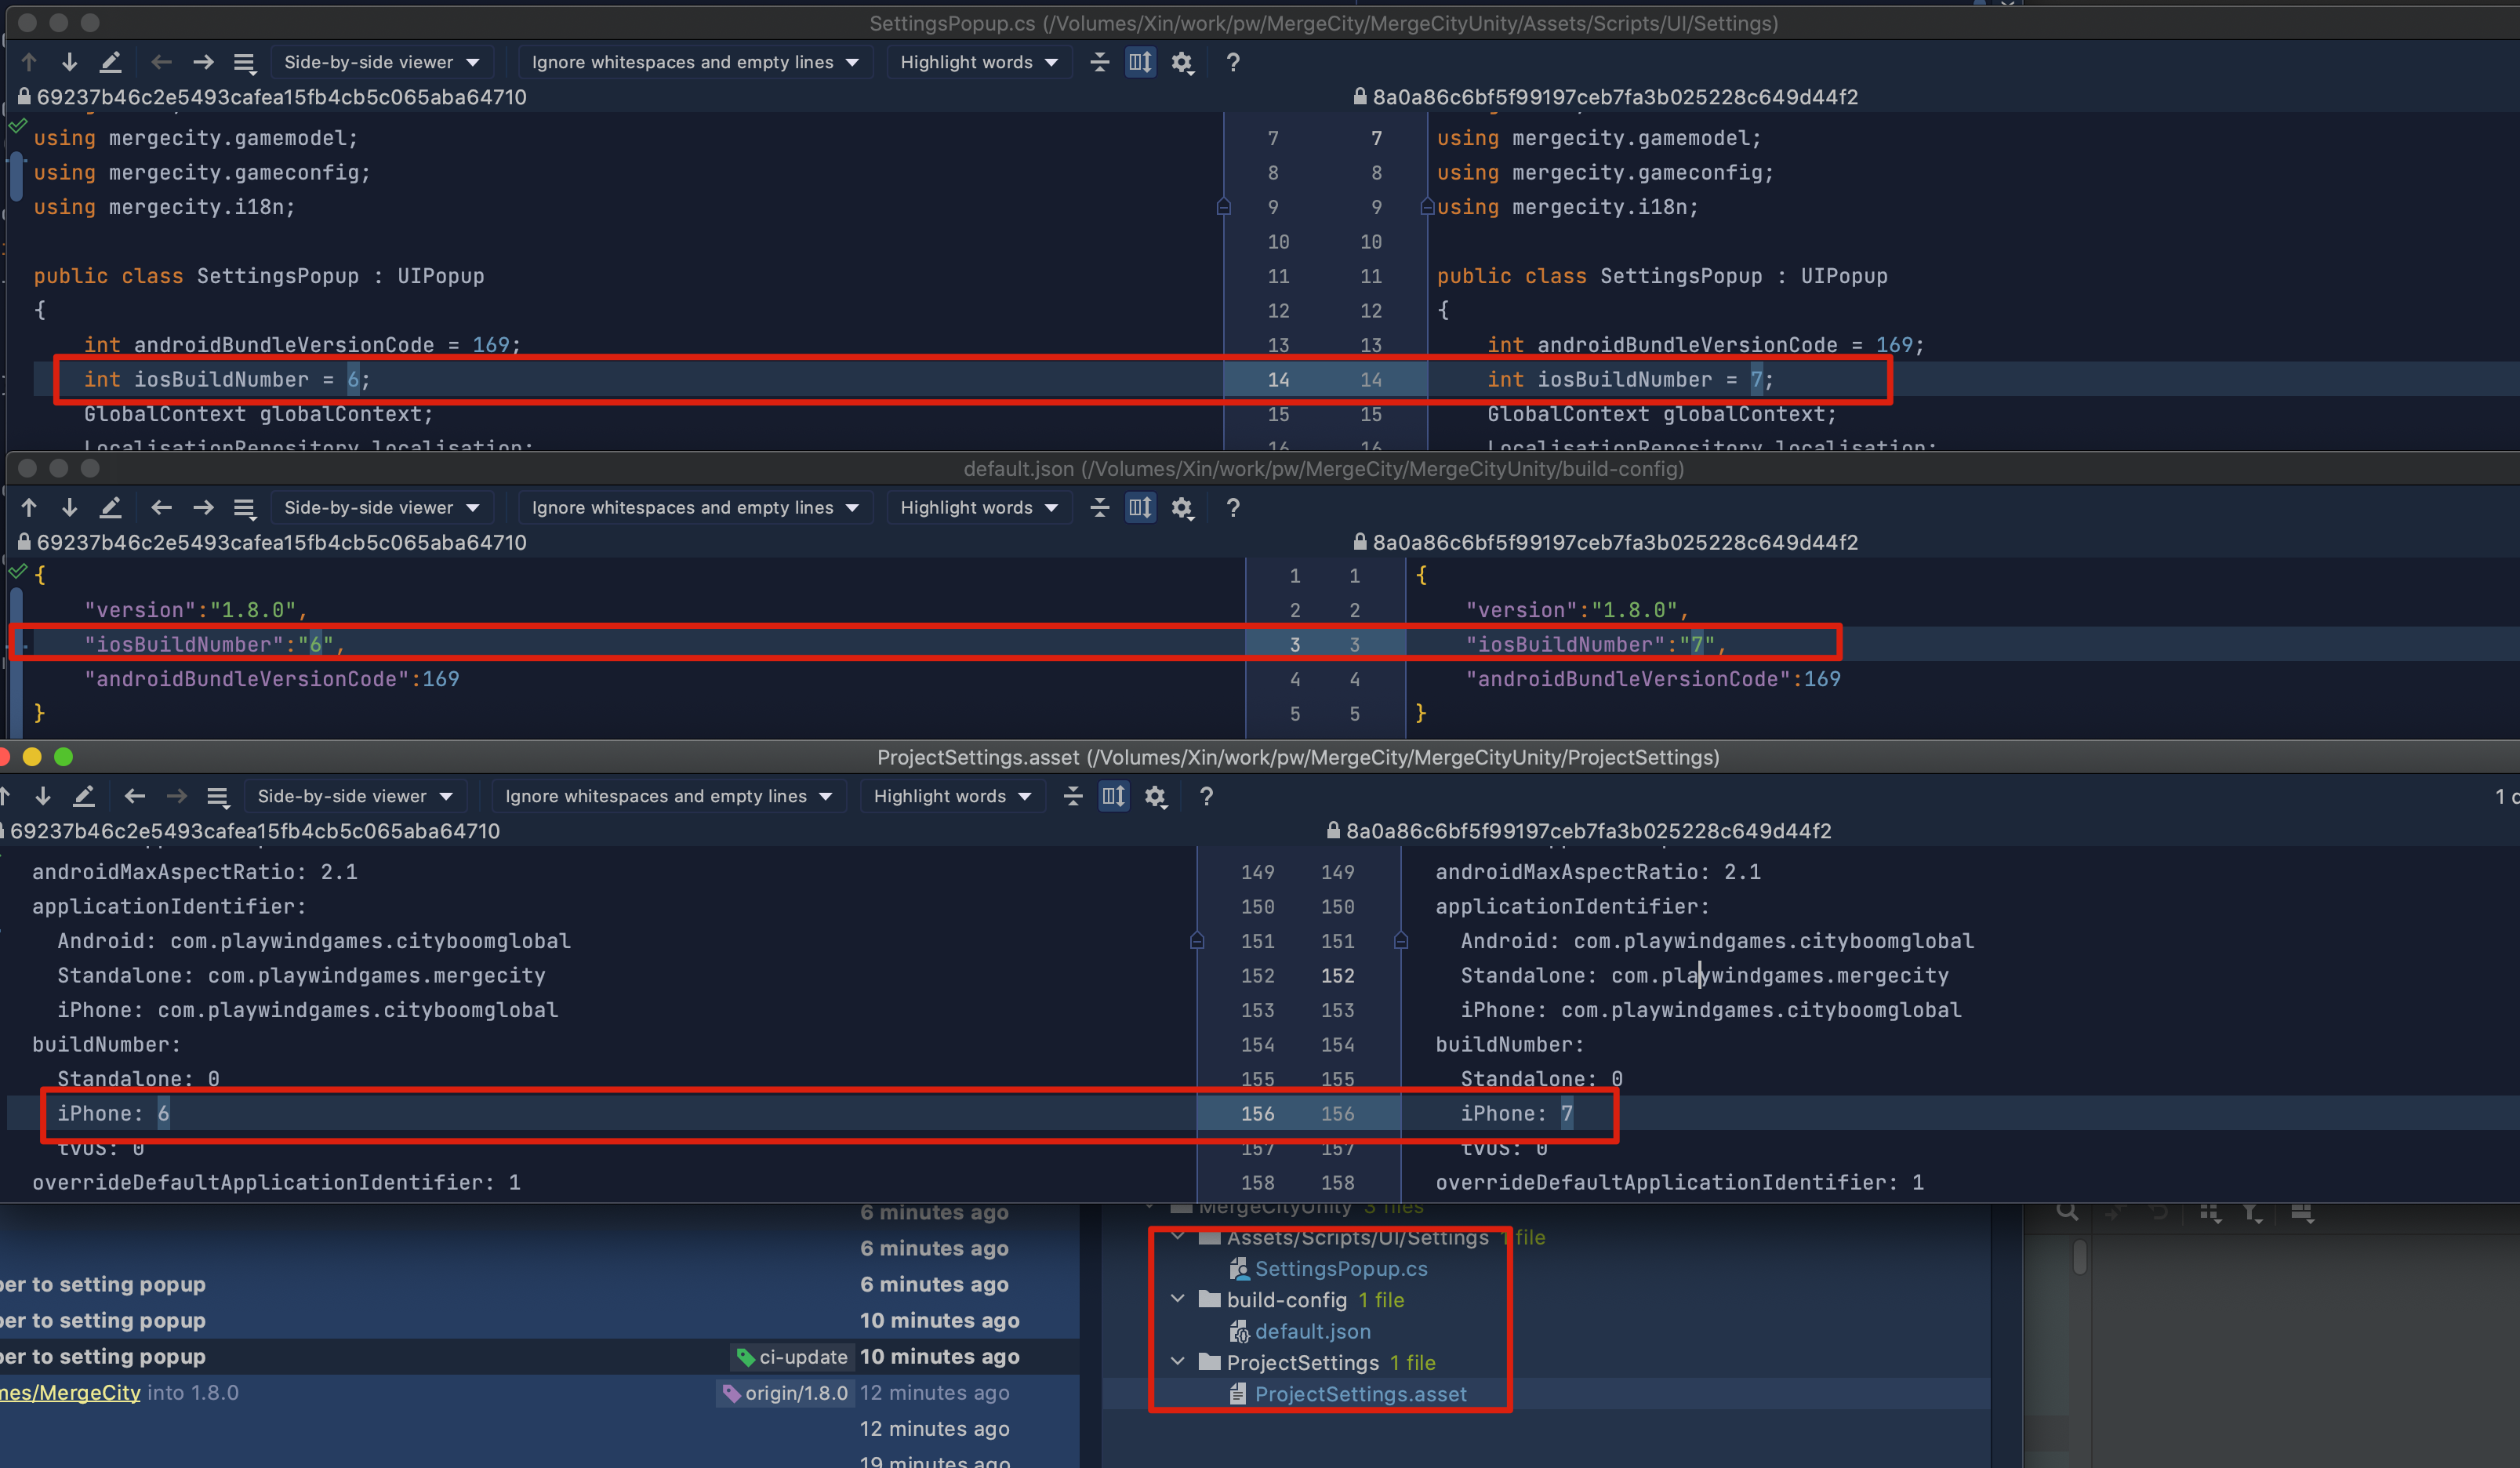 SettingsPopup.cs (/Volumes/Xin/work/pw/MergeCity/MergeCityUnity/Assets/Scripts/UI/Settings)
Side-by-side viewer Ignore whitespaces and empty lines Highlight words ?
69237b46c2e5493cafea15fb4cb5c065aba64710 8a0a86c6bf5f99197ceb7fa3b025228c649d44f2
using mergecity.gamemodel; 7 7 using mergecity.gamemodel;
using mergecity.gameconfig; 8 8 using mergecity.gameconfig;
using mergecity.i18n; 9 9 using mergecity.i18n;
10 10
public class SettingsPopup : UIPopup 11 11 public class SettingsPopup : UIPopup
{ 12 12 {
int androidBundleVersionCode = 169; 13 13 int androidBundleVersionCode = 169;
int iosBuildNumber = 6; 14 14 int iosBuildNumber = 7;
GlobalContext globalContext; 15 15 GlobalContext globalContext;
LocalisationRepository localisation; 16 16 LocalisationRepository localisation;
default.json (/Volumes/Xin/work/pw/MergeCity/MergeCityUnity/build-config)
Side-by-side viewer Ignore whitespaces and empty lines Highlight words ?
69237b46c2e5493cafea15fb4cb5c065aba64710 8a0a86c6bf5f99197ceb7fa3b025228c649d44f2
{ 1 1 {
"version":"1.8.0", 2 2 "version":"1.8.0",
"iosBuildNumber":"6", 3 3 "iosBuildNumber":"7",
"androidBundleVersionCode":169 4 4 "androidBundleVersionCode":169
} 5 5 }
ProjectSettings.asset (/Volumes/Xin/work/pw/MergeCity/MergeCityUnity/ProjectSettings)
Side-by-side viewer Ignore whitespaces and empty lines Highlight words ? 1
69237b46c2e5493cafea15fb4cb5c065aba64710 8a0a86c6bf5f99197ceb7fa3b025228c649d44f2
androidMaxAspectRatio: 2.1 149 149 androidMaxAspectRatio: 2.1
applicationIdentifier: 150 150 applicationIdentifier:
Android: com.playwindgames.cityboomglobal 151 151 Android: com.playwindgames.cityboomglobal
Standalone: com.playwindgames.mergecity 152 152 Standalone: com.playwindgames.mergecity
iPhone: com.playwindgames.cityboomglobal 153 153 iPhone: com.playwindgames.cityboomglobal
buildNumber: 154 154 buildNumber:
Standalone: 0 155 155 Standalone: 0
iPhone: 6 156 156 iPhone: 7
tvOS: 0 157 157 tvOS: 0
overrideDefaultApplicationIdentifier: 1 158 158 overrideDefaultApplicationIdentifier: 1
6 minutes ago MergeCityUnity 3 files
6 minutes ago Assets/Scripts/UI/Settings 1 file
SettingsPopup.cs
ber to setting popup 6 minutes ago build-config 1 file
ber to setting popup 10 minutes ago default.json
ber to setting popup ci-update 10 minutes ago ProjectSettings 1 file
mes/MergeCity into 1.8.0 origin/1.8.0 12 minutes ago ProjectSettings.asset
12 minutes ago
19 minutes ago